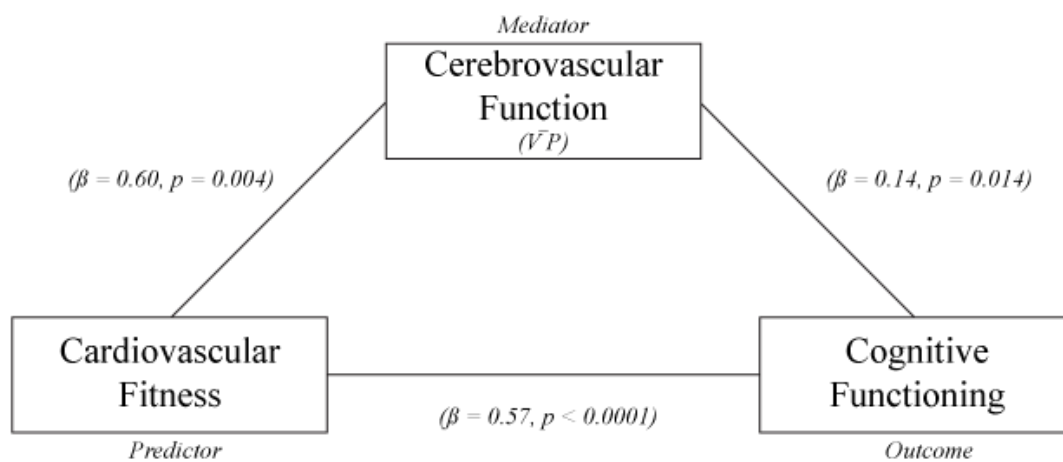 Mediator
Cerebrovascular
Function
(V̄P)
(β = 0.60, p = 0.004)
(β = 0.14, p = 0.014)
Cardiovascular
Fitness
Cognitive
Functioning
(β = 0.57, p < 0.0001)
Predictor
Outcome